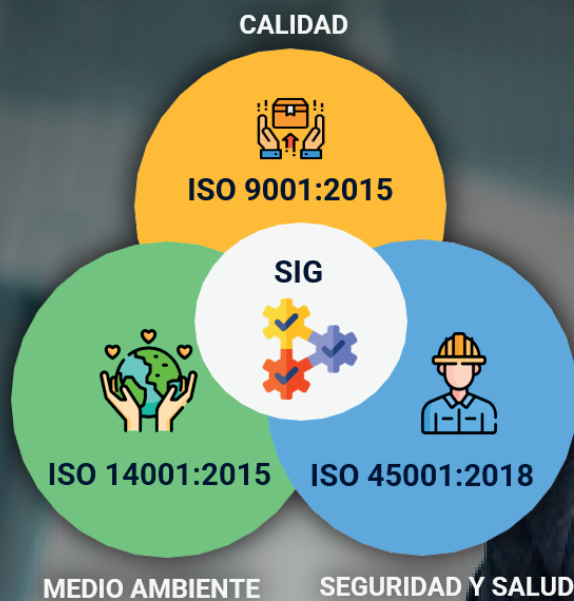 CALIDAD
ISO 9001:2015
SIG
ISO 14001:2015
ISO 45001:2018
MEDIO AMBIENTE
SEGURIDAD Y SALUD